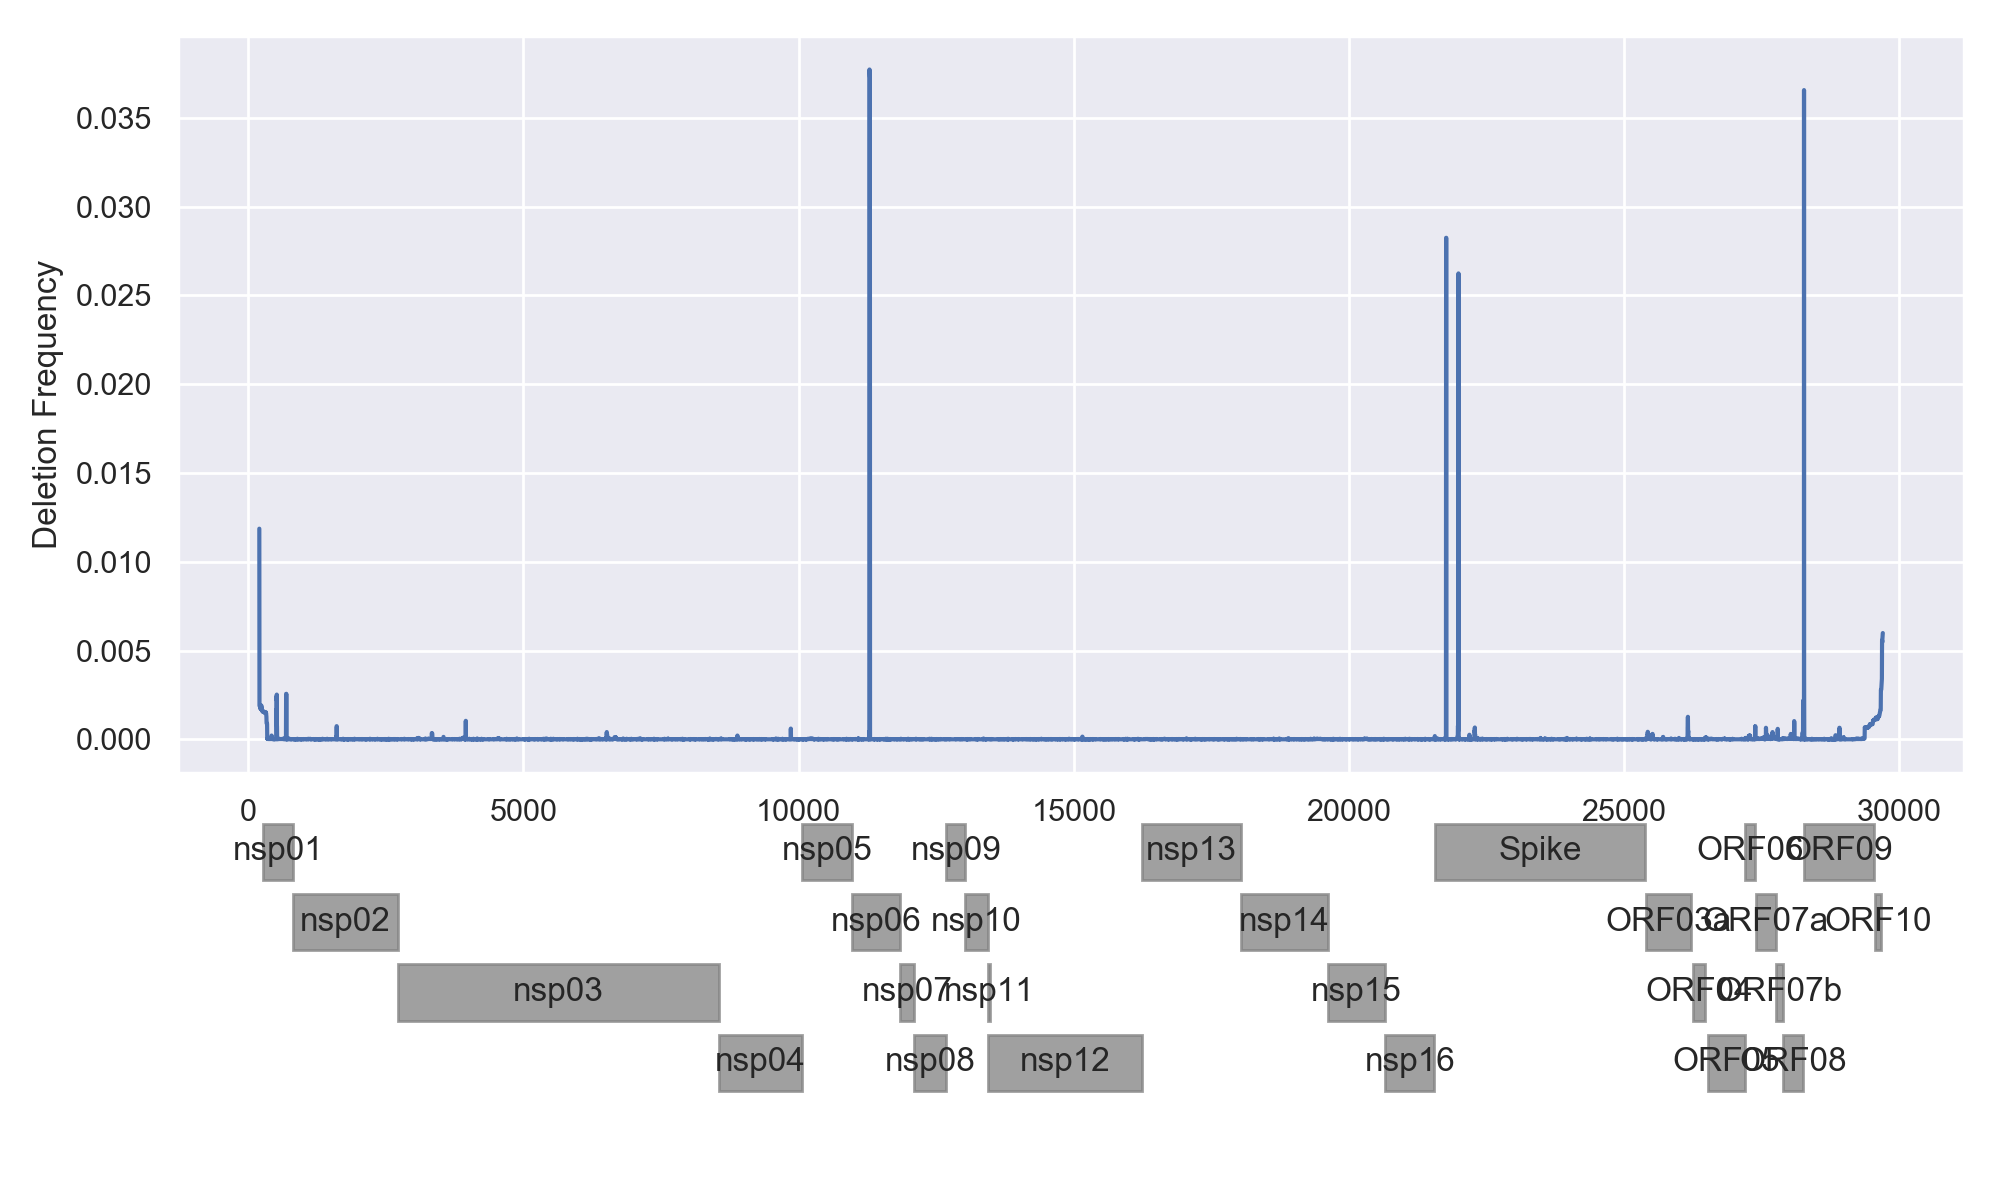 Deletion Frequency
0.035
0.030
0.025
0.020
0.015
0.010
0.005
0.000
0 5000 10000 15000 20000 25000 30000
nsp01 nsp05 nsp09 nsp13 Spike ORF06 ORF09
nsp02 nsp06 nsp10 nsp14 ORF03a ORF07a ORF10
nsp03 nsp07 nsp11 nsp15 ORF04 ORF07b
nsp04 nsp08 nsp12 nsp16 ORF05 ORF08